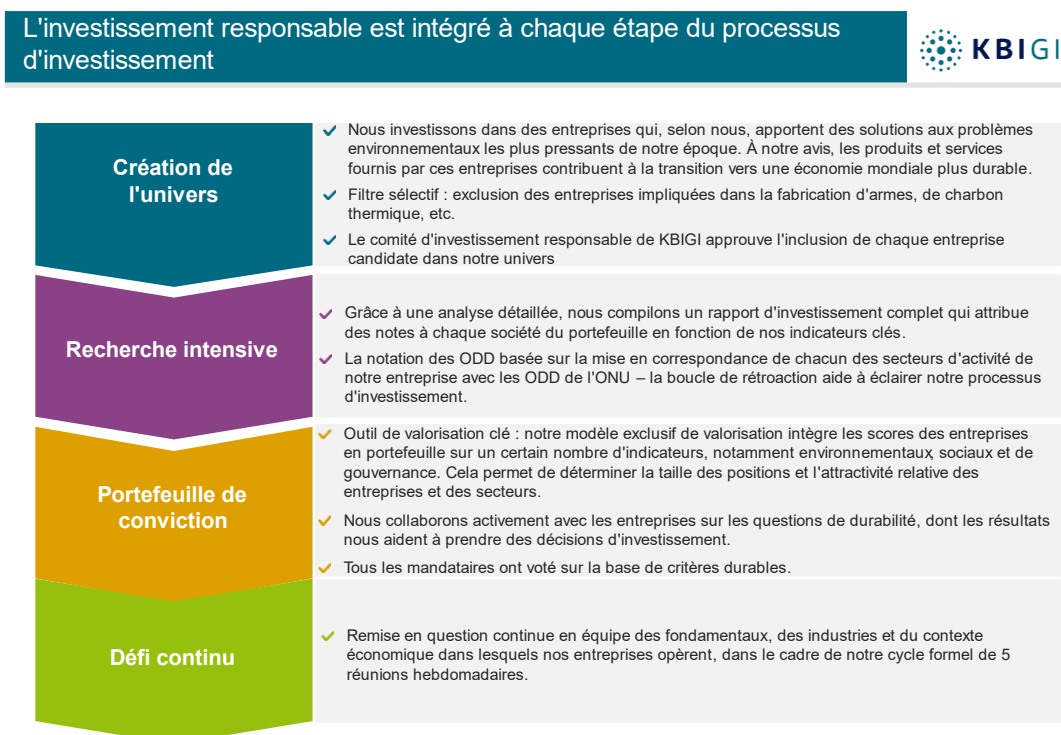 L'investissement responsable est intégré à chaque étape du processus
d'investissement
KBIGI
Création de
l'univers
Nous investissons dans des entreprises qui, selon nous, apportent des solutions aux problèmes
environnementaux les plus pressants de notre époque. À notre avis, les produits et services
fournis par ces entreprises contribuent à la transition vers une économie mondiale plus durable.
Filtre sélectif : exclusion des entreprises impliquées dans la fabrication d'armes, de charbon
thermique, etc.
Le comité d'investissement responsable de KBIGI approuve l'inclusion de chaque entreprise
candidate dans notre univers
Recherche intensive
Grâce à une analyse détaillée, nous compilons un rapport d'investissement complet qui attribue
des notes à chaque société du portefeuille en fonction de nos indicateurs clés.
La notation des ODD basée sur la mise en correspondance de chacun des secteurs d'activité de
notre entreprise avec les ODD de l'ONU – la boucle de rétroaction aide à éclairer notre processus
d'investissement.
Portefeuille de
conviction
Outil de valorisation clé : notre modèle exclusif de valorisation intègre les scores des entreprises
en portefeuille sur un certain nombre d'indicateurs, notamment environnementaux, sociaux et de
gouvernance. Cela permet de déterminer la taille des positions et l'attractivité relative des
entreprises et des secteurs.
Nous collaborons activement avec les entreprises sur les questions de durabilité, dont les résultats
nous aident à prendre des décisions d'investissement.
Tous les mandataires ont voté sur la base de critères durables.
Défi continu
Remise en question continue en équipe des fondamentaux, des industries et du contexte
économique dans lesquels nos entreprises opèrent, dans le cadre de notre cycle formel de 5
réunions hebdomadaires.